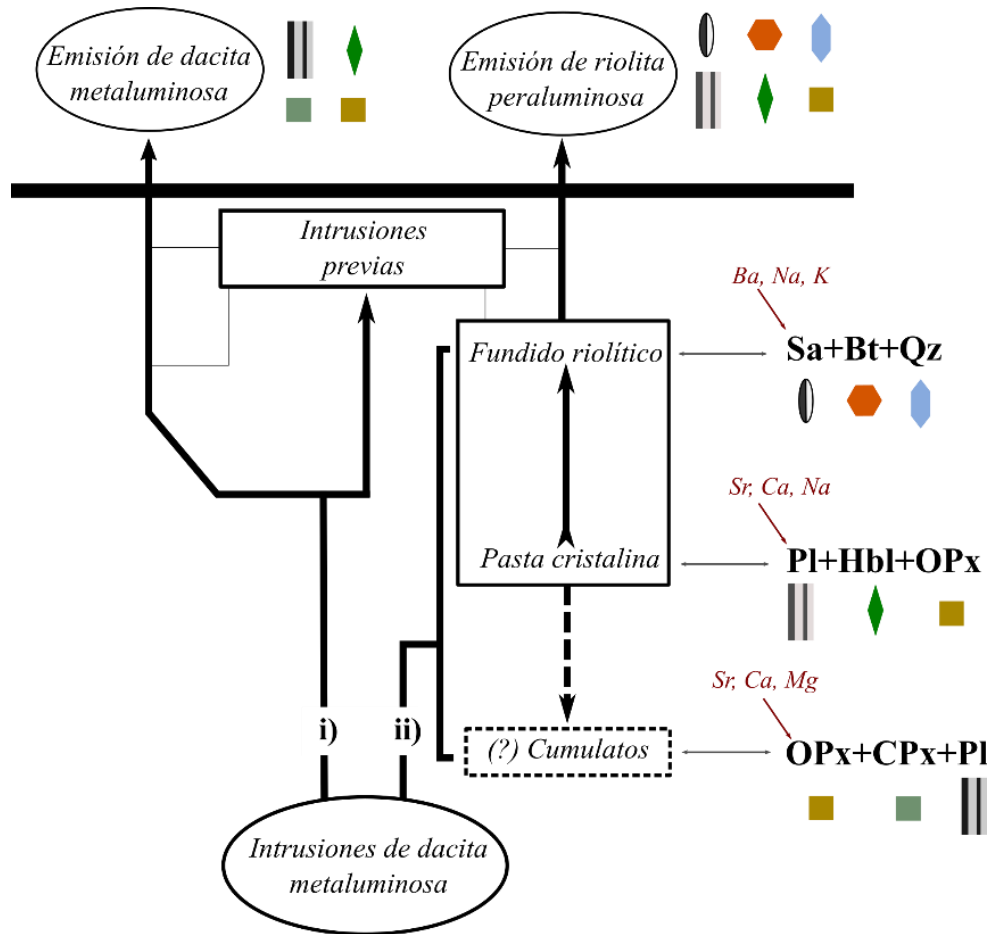 Emisión de dacita
metaluminosa
Emisión de riolita
peraluminosa
Intrusiones
previas
Ba, Na, K
Fundido riolítico
Sa+Bt+Qz
Sr, Ca, Na
Pasta cristalina
Pl+Hbl+OPx
Sr, Ca, Mg
i)
ii)
(?) Cumulatos
OPx+CPx+Pl
Intrusiones de dacita
metaluminosa